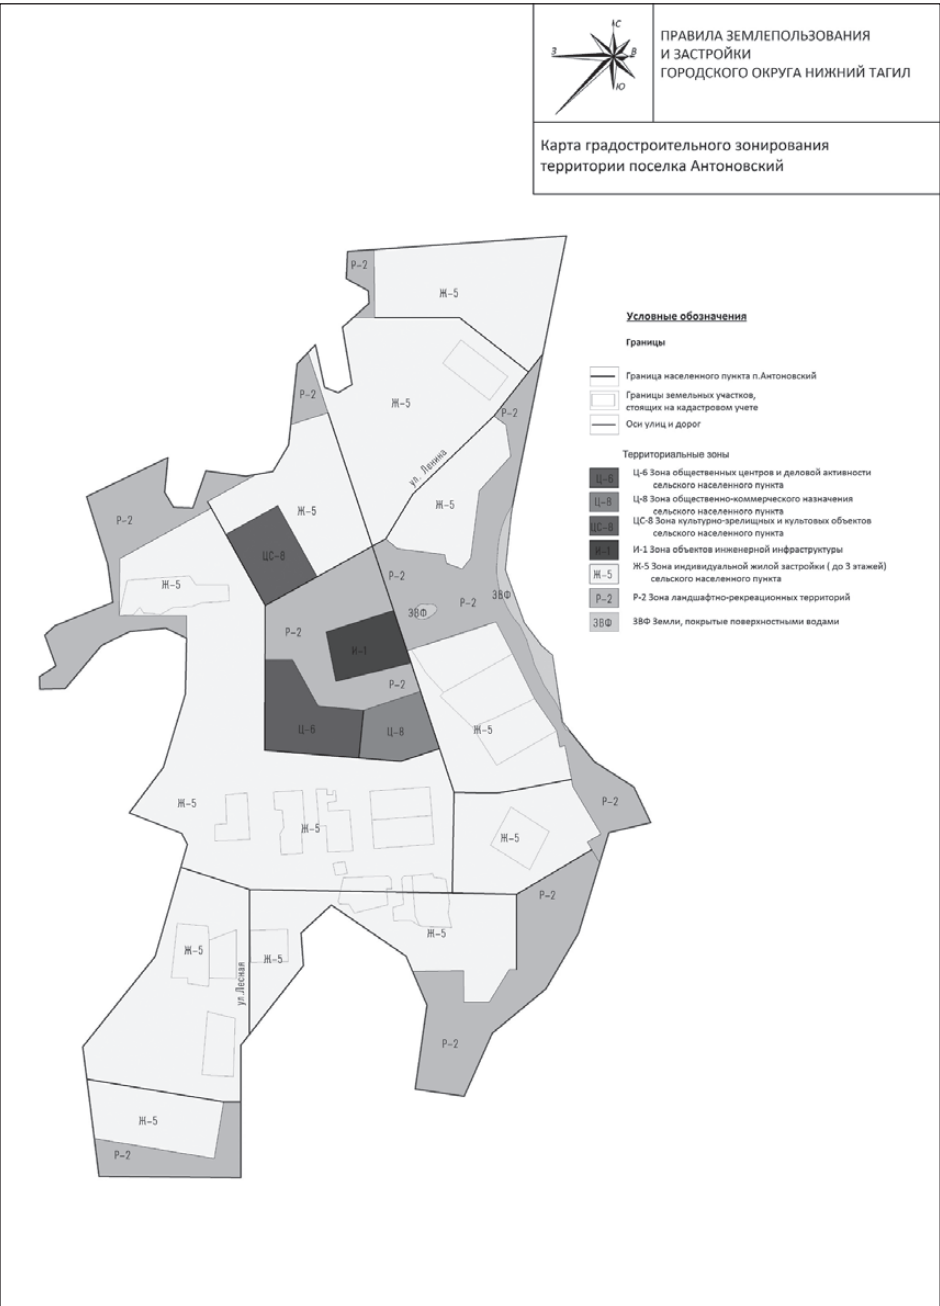 С
З
В
Ю
ПРАВИЛА ЗЕМЛЕПОЛЬЗОВАНИЯ
И ЗАСТРОЙКИ
ГОРОДСКОГО ОКРУГА НИЖНИЙ ТАГИЛ
Карта градостроительного зонирования
территории поселка Антоновский
Р-2
Ж-5
Р-2
Ж-5
Р-2
ул. Ленина
Ж-5
Ж-5
Р-2
ЦС-8
Ж-5
Р-2
Р-2
ЗВФ
ЗВФ
Р-2
И-1
Р-2
Ц-6
Ц-8
Ж-5
Ж-5
Ж-5
Р-2
Ж-5
Р-2
Ж-5
Ж-5
Ж-5
ул.Лесная
Р-2
Ж-5
Р-2
Условные обозначения
Границы
Граница населенного пункта п.Антоновский
Границы земельных участков,
стоящих на кадастровом учете
Оси улиц и дорог
Территориальные зоны
Ц-6 Ц-6 Зона общественных центров и деловой активности
сельского населенного пункта
Ц-8 Ц-8 Зона общественно-коммерческого назначения
сельского населенного пункта
ЦС-8 ЦС-8 Зона культурно-зрелищных и культовых объектов
сельского населенного пункта
И-1 И-1 Зона объектов инженерной инфраструктуры
Ж-5 Ж-5 Зона индивидуальной жилой застройки ( до 3 этажей)
сельского населенного пункта
Р-2 Р-2 Зона ландшафтно-рекреационных территорий
ЗВФ ЗВФ Земли, покрытые поверхностными водами